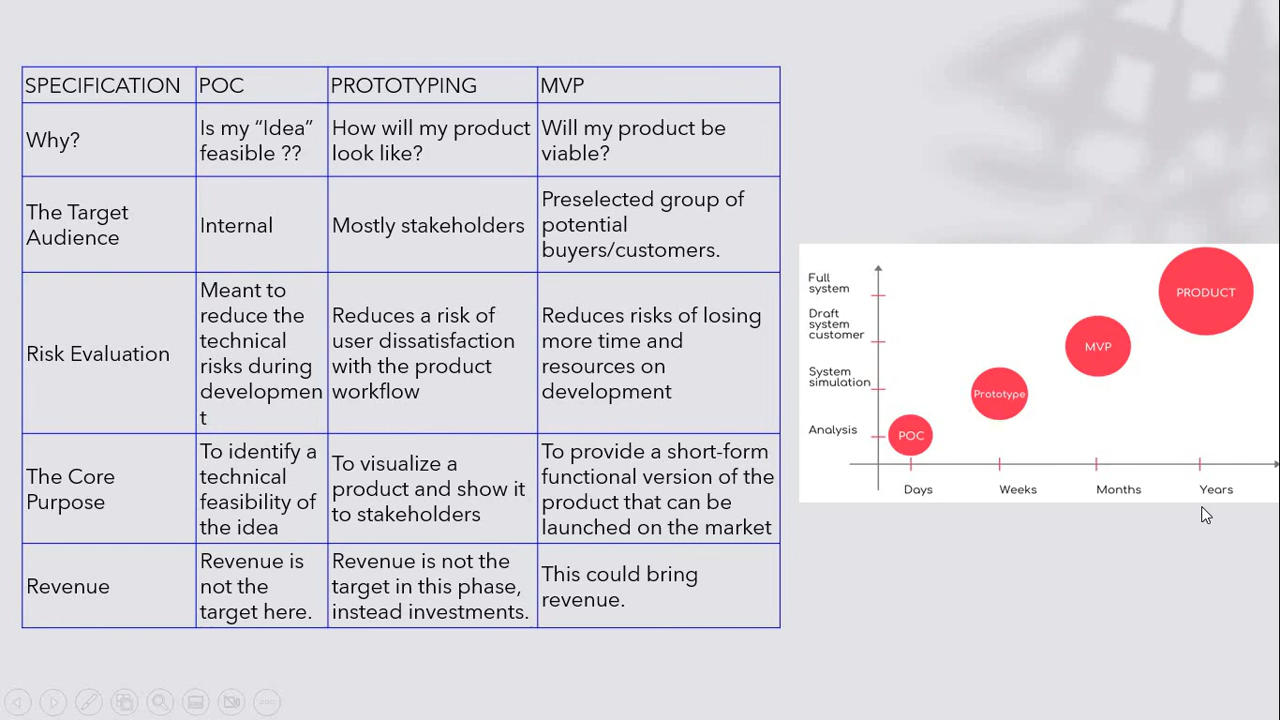 SPECIFICATION POC PROTOTYPING MVP
Why?
Is my “Idea”
feasible ??
How will my product
look like?
Will my product be
viable?
The Target
Audience
Internal
Mostly stakeholders
Preselected group of
potential
buyers/customers.
Risk Evaluation
Meant to
reduce the
technical
risks during
developmen
t
Reduces a risk of
user dissatisfaction
with the product
workflow
Reduces risks of losing
more time and
resources on
development
The Core
Purpose
To identify a
technical
feasibility of
the idea
To visualize a
product and show it
to stakeholders
To provide a short-form
functional version of the
product that can be
launched on the market
Revenue
Revenue is
not the
target here.
Revenue is not the
target in this phase,
instead investments.
This could bring
revenue.
Full
system
Draft
system
customer
System
simulation
Analysis
POC
Prototype
MVP
PRODUCT
Days Weeks Months Years